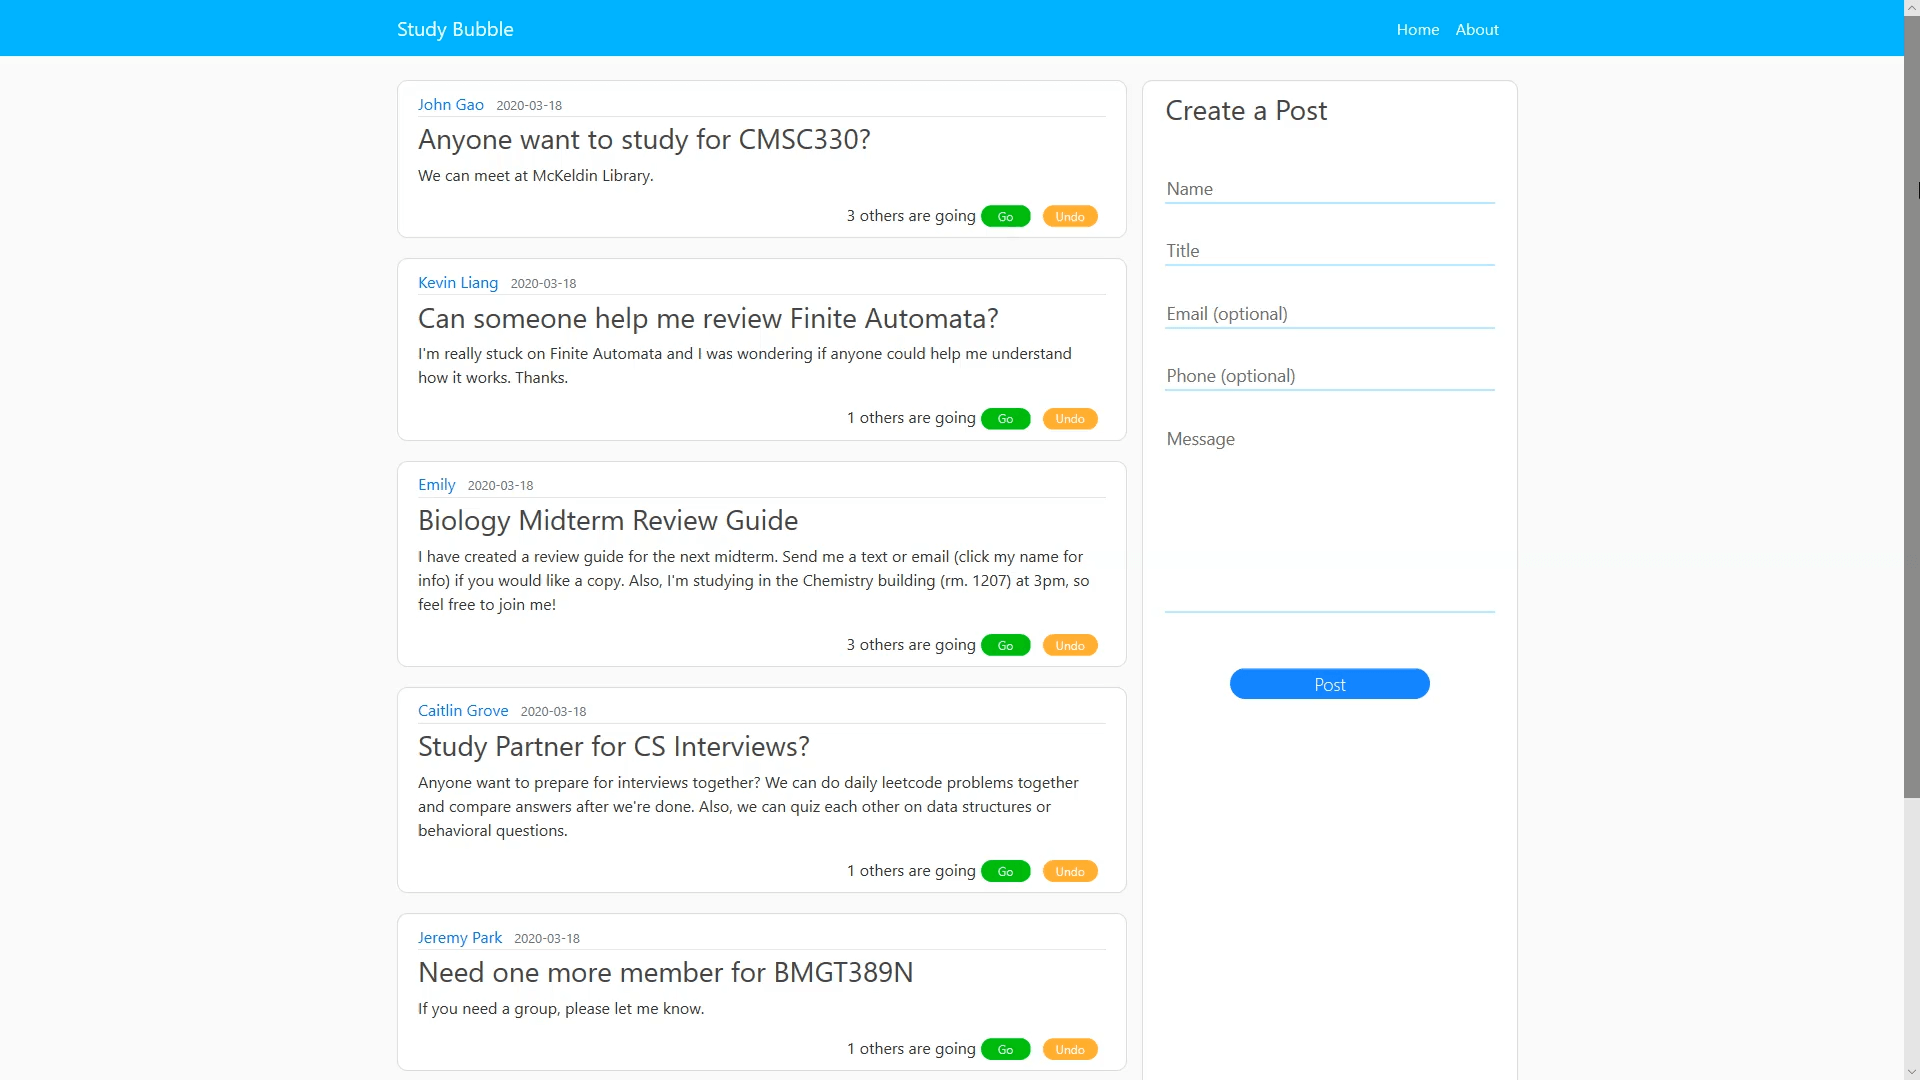 Study Bubble
Home About
John Gao 2020-03-18
Anyone want to study for CMSC330?
We can meet at McKeldin Library.
3 others are going Go Undo
Kevin Liang 2020-03-18
Can someone help me review Finite Automata?
I'm really stuck on Finite Automata and I was wondering if anyone could help me understand
how it works. Thanks.
1 others are going Go Undo
Emily 2020-03-18
Biology Midterm Review Guide
I have created a review guide for the next midterm. Send me a text or email (click my name for
info) if you would like a copy. Also, I'm studying in the Chemistry building (rm. 1207) at 3pm, so
feel free to join me!
3 others are going Go Undo
Caitlin Grove 2020-03-18
Study Partner for CS Interviews?
Anyone want to prepare for interviews together? We can do daily leetcode problems together
and compare answers after we're done. Also, we can quiz each other on data structures or
behavioral questions.
1 others are going Go Undo
Jeremy Park 2020-03-18
Need one more member for BMGT389N
If you need a group, please let me know.
1 others are going Go Undo
Create a Post
Name
Title
Email (optional)
Phone (optional)
Message
Post